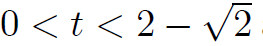 0 < t < 2 − √2